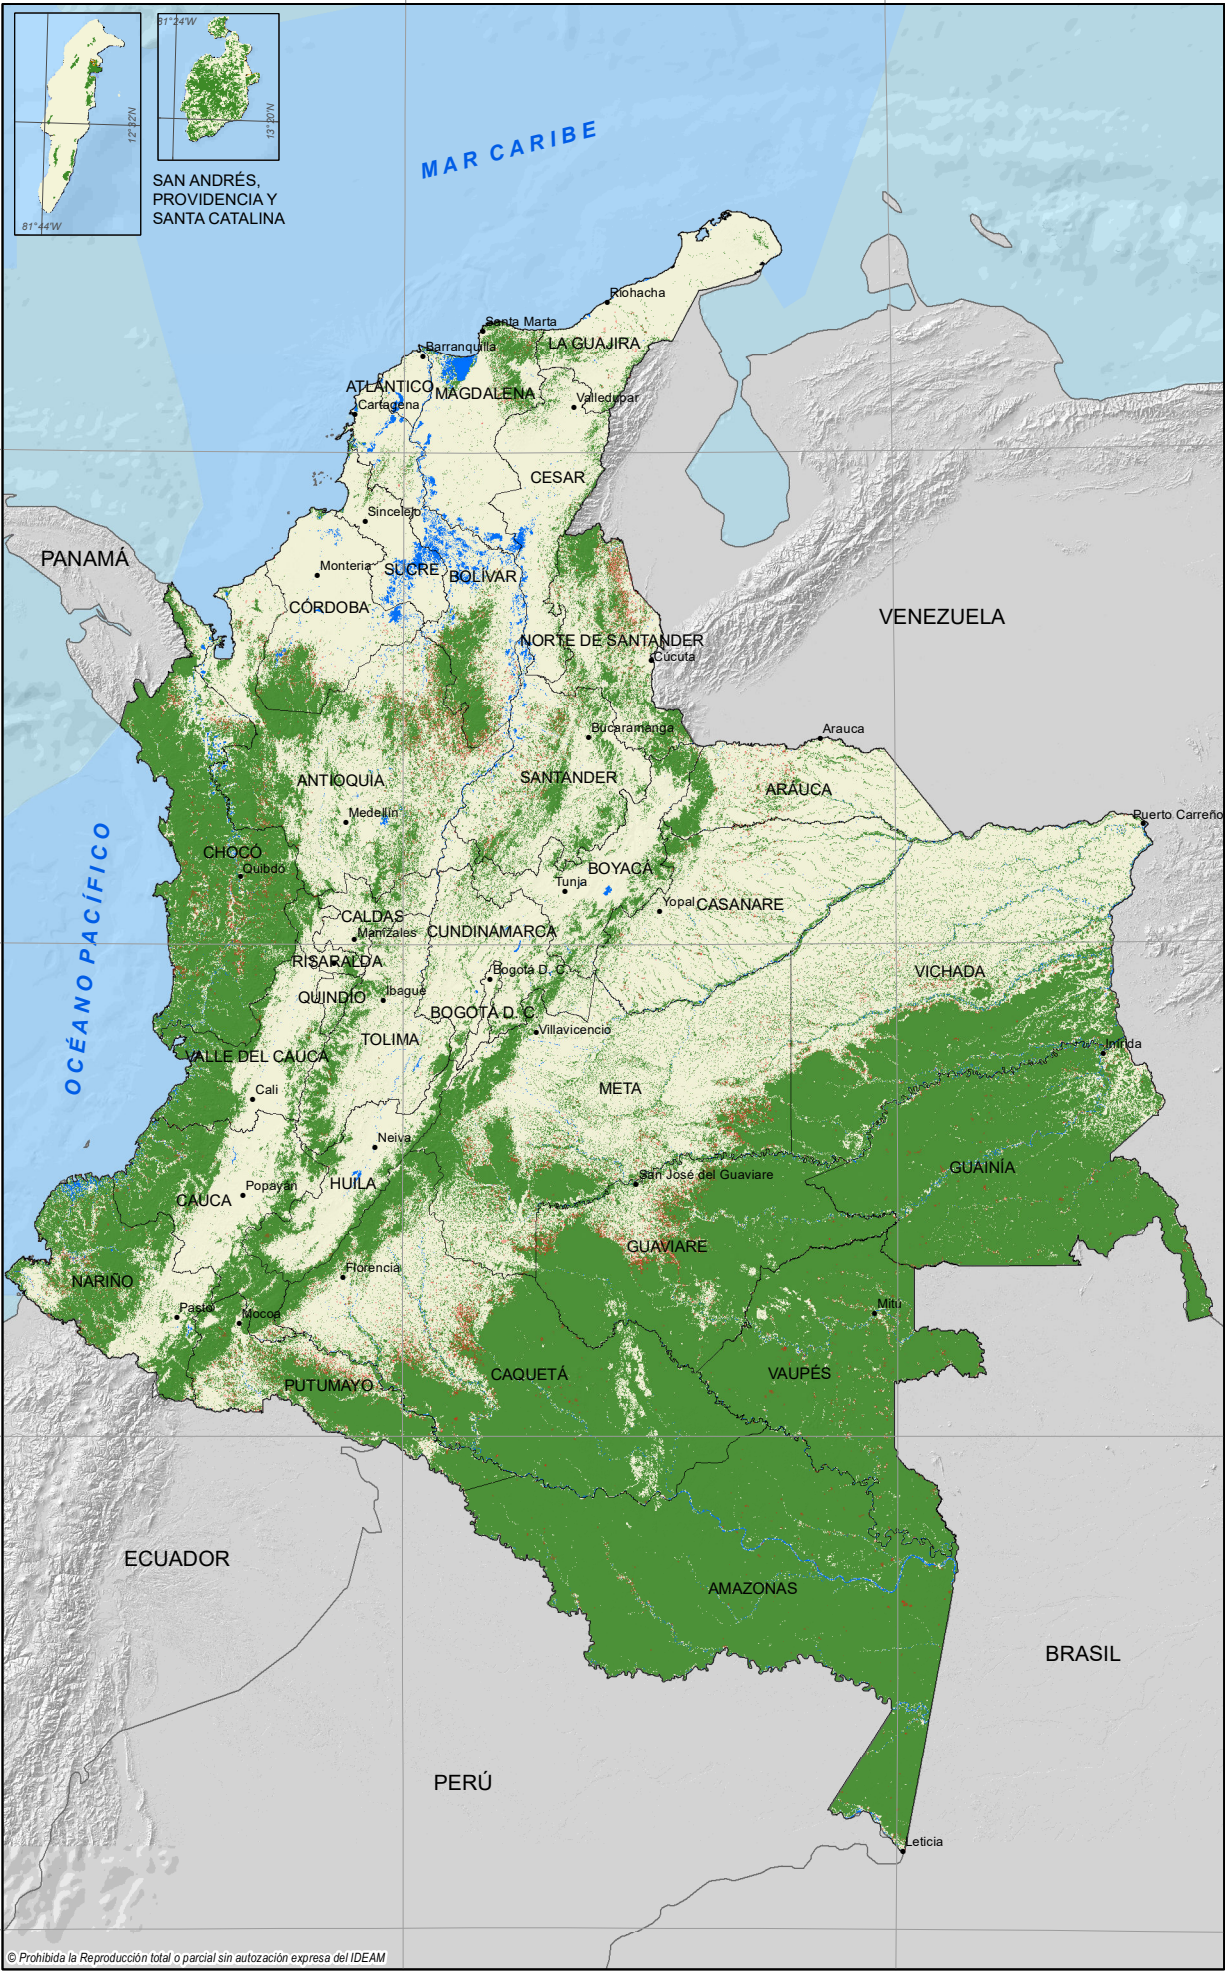 81°24'W
12°32'N
13°20'N
81°44'W
SAN ANDRÉS,
PROVIDENCIA Y
SANTA CATALINA
MAR CARIBE
Riohacha
Santa Marta
LA GUAJIRA
Barranquilla
ATLÁNTICO
MAGDALENA
Cartagena
Valledupar
CESAR
Sincelejo
PANAMÁ
Montería
SUCRE
BOLÍVAR
CÓRDOBA
VENEZUELA
NORTE DE SANTANDER
Cúcuta
Bucaramanga
Arauca
ANTIOQUIA
SANTANDER
ARAUCA
Medellín
Puerto Carreño
OCÉANO PACÍFICO
CHOCÓ
Quibdó
BOYACÁ
Tunja
Yopal
CASANARE
CALDAS
Manizales
CUNDINAMARCA
RISARALDA
Bogotá D. C.
VICHADA
QUINDÍO
Ibagué
BOGOTÁ D. C.
Villavicencio
TOLIMA
VALLE DEL CAUCA
Inírida
Cali
META
Neiva
GUAINÍA
San José del Guaviare
HUILA
Popayán
CAUCA
GUAVIARE
Florencia
NARIÑO
Pasto
Mocoa
Mitú
CAQUETÁ
VAUPÉS
PUTUMAYO
ECUADOR
AMAZONAS
BRASIL
PERÚ
Leticia
© Prohibida la Reproducción total o parcial sin autozación expresa del IDEAM